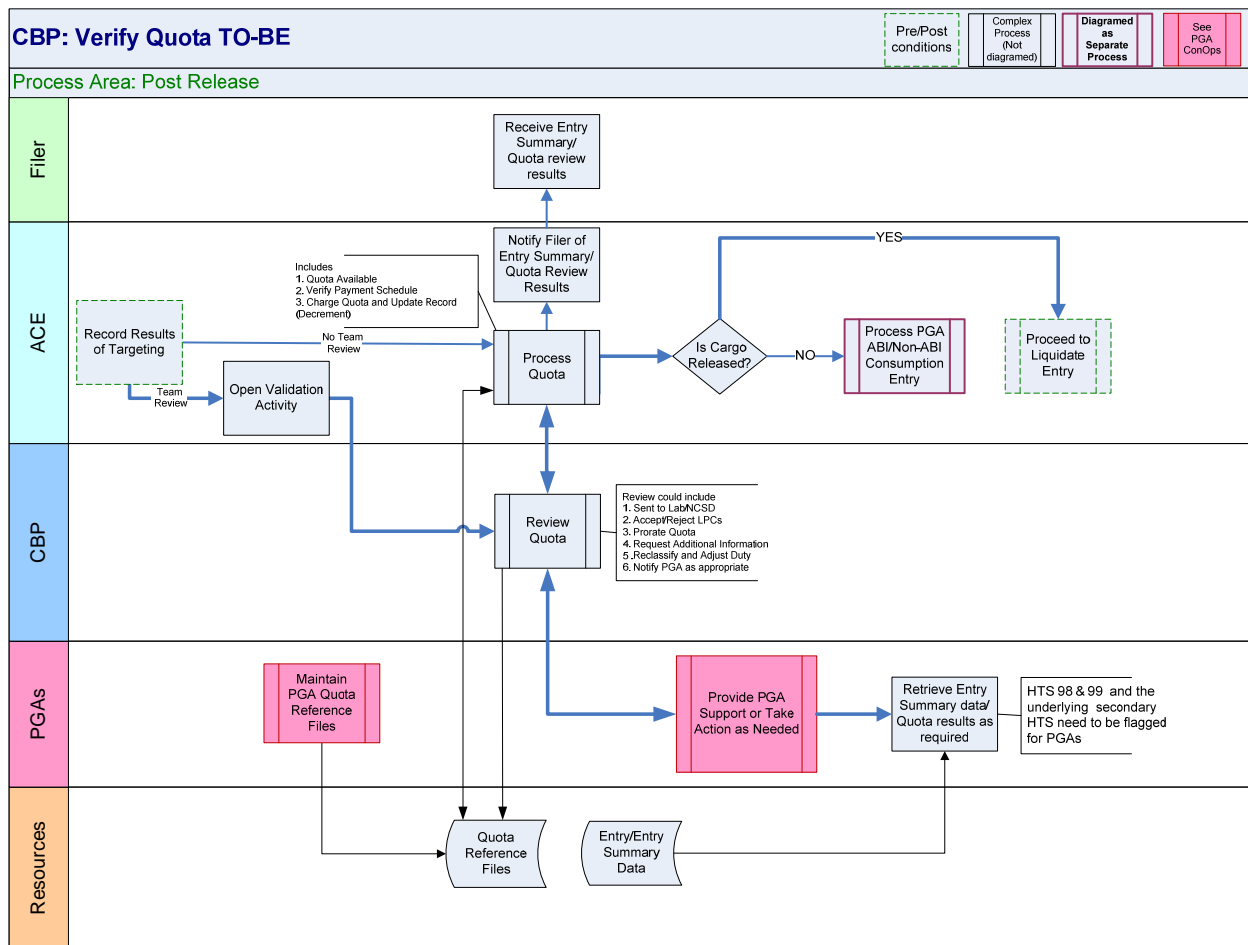 CBP: Verify Quota TO-BE
Pre/Post
conditions
Complex
Process
(Not
diagramed)
Diagramed
as
Separate
Process
See
PGA
ConOps
Process Area: Post Release
Filer
Receive Entry
Summary/
Quota review
results
ACE
Notify Filer of
Entry Summary/
Quota Review
Results
Includes
1. Quota Available
2. Verify Payment Schedule
3. Charge Quota and Update Record
(Decrement)
YES
Record Results
of Targeting
No Team
Review
Process
Quota
Is Cargo
Released?
NO
Process PGA
ABI/Non-ABI
Consumption
Entry
Proceed to
Liquidate
Entry
Team
Review
Open Validation
Activity
CBP
Review
Quota
Review could include
1. Sent to Lab/NCSD
2. Accept/Reject LPCs
3. Prorate Quota
4. Request Additional Information
5. Reclassify and Adjust Duty
6. Notify PGA as appropriate
PGAs
Maintain
PGA Quota
Reference
Files
Provide PGA
Support or Take
Action as Needed
Retrieve Entry
Summary data/
Quota results as
required
HTS 98 & 99 and the
underlying secondary
HTS need to be flagged
for PGAs
Resources
Quota
Reference
Files
Entry/Entry
Summary
Data